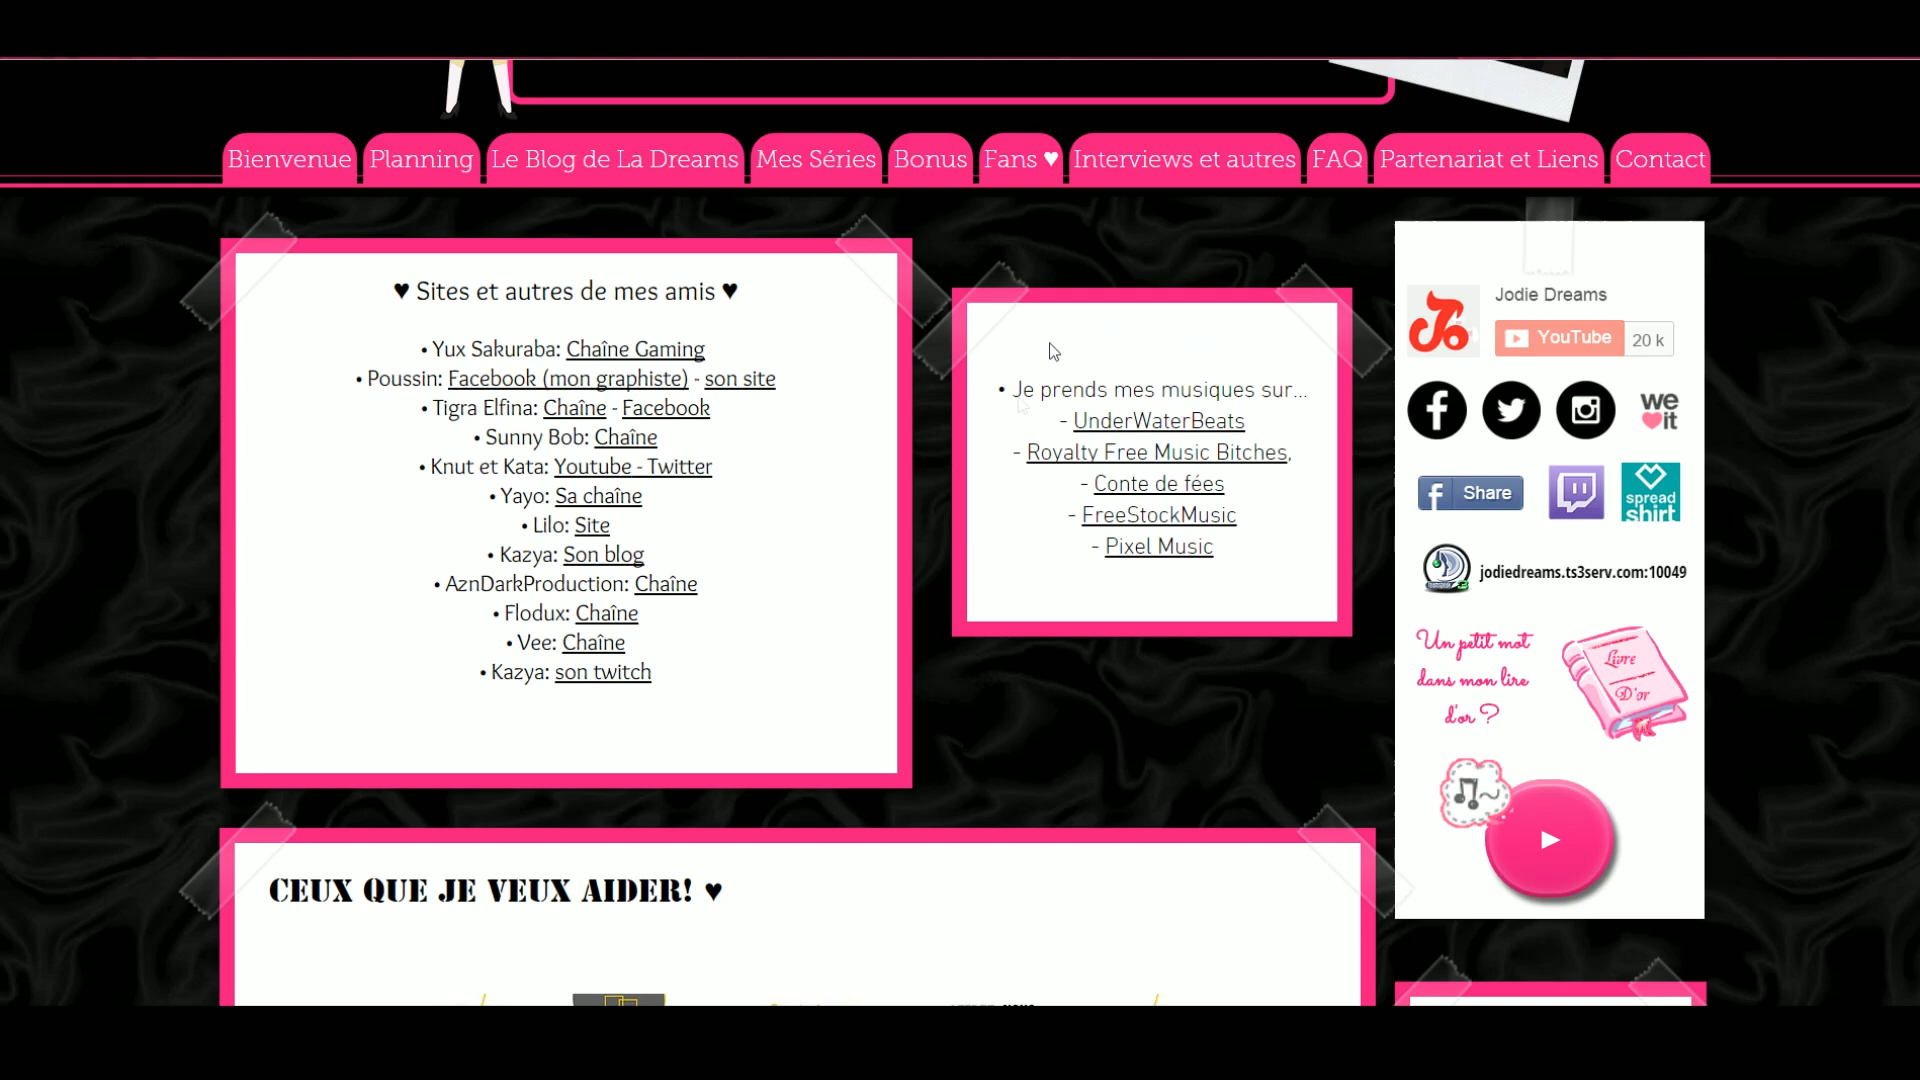 Bienvenue
Planning
Le Blog de La Dreams
Mes Séries
Bonus
Fans ♥
Interviews et autres
FAQ
Partenariat et Liens
Contact
♥ Sites et autres de mes amis ♥
• Yux Sakuraba: Chaîne Gaming
• Poussin: Facebook (mon graphiste) - son site
• Tigra Elfina: Chaîne - Facebook
• Sunny Bob: Chaîne
• Knut et Kata: Youtube - Twitter
• Yayo: Sa chaîne
• Lilo: Site
• Kazya: Son blog
• AznDarkProduction: Chaîne
• Flodux: Chaîne
• Vee: Chaîne
• Kazya: son twitch
• Je prends mes musiques sur...
- UnderWaterBeats
- Royalty Free Music Bitches,
- Conte de fées
- FreeStockMusic
- Pixel Music
Jo
Jodie Dreams
YouTube 20 k
we
♥it
f Share
spread
shirt
jodiedreams.ts3serv.com:10049
Un petit mot
dans mon lire
d'or ?
Livre
D'or
CEUX QUE JE VEUX AIDER! ♥